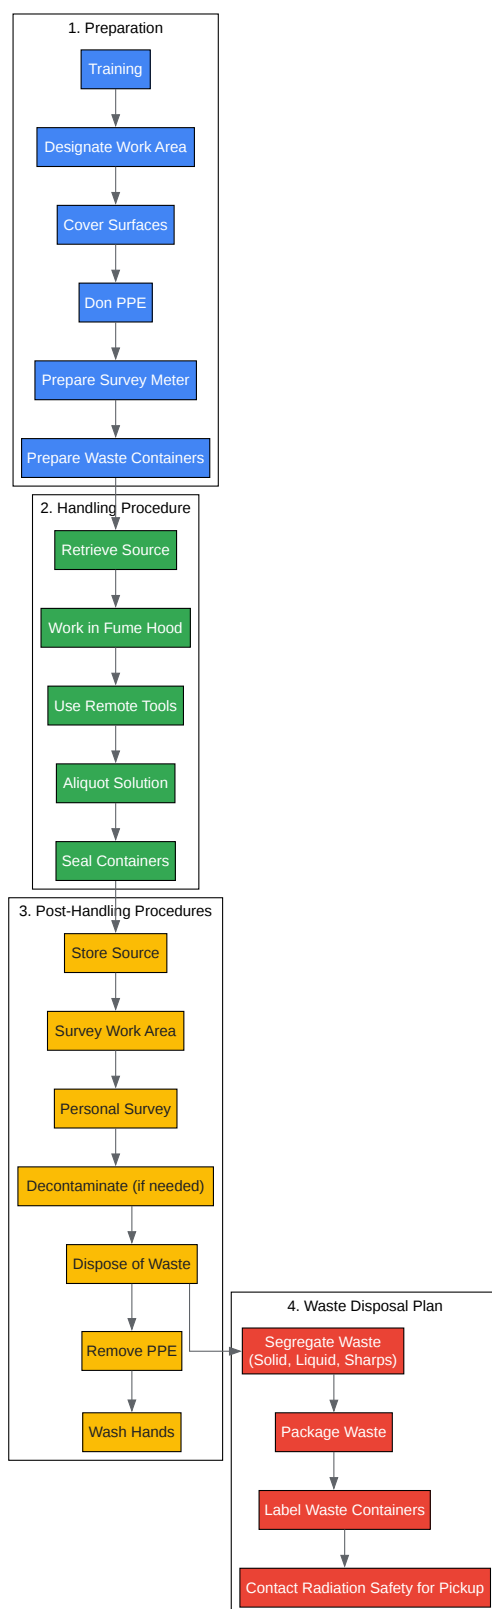 1. Preparation
Training
Designate Work Area
Cover Surfaces
Don PPE
Prepare Survey Meter
Prepare Waste Containers
2. Handling Procedure
Retrieve Source
Work in Fume Hood
Use Remote Tools
Aliquot Solution
Seal Containers
3. Post-Handling Procedures
Store Source
Survey Work Area
Personal Survey
Decontaminate (if needed)
Dispose of Waste
Remove PPE
Wash Hands
4. Waste Disposal Plan
Segregate Waste
(Solid, Liquid, Sharps)
Package Waste
Label Waste Containers
Contact Radiation Safety for Pickup